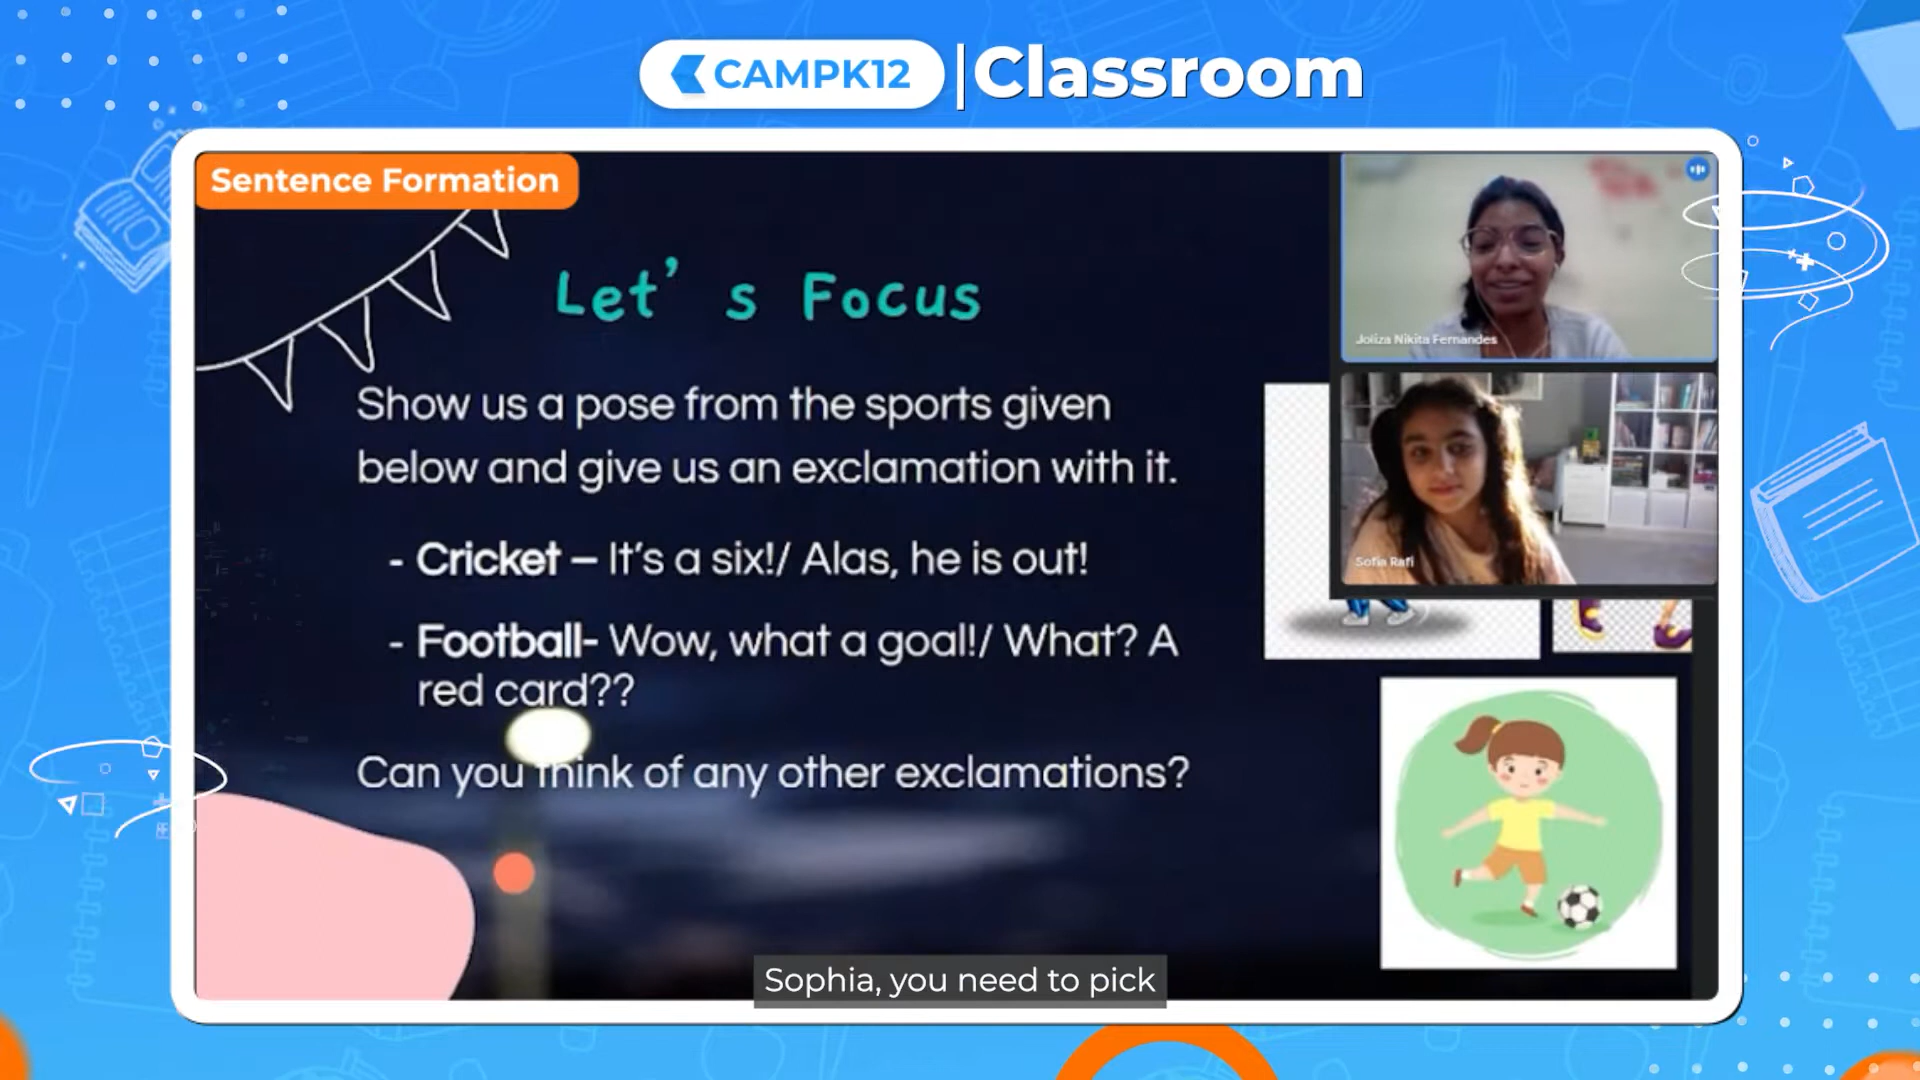 CAMPK12 | Classroom
Sentence Formation
Let's Focus
Show us a pose from the sports given
below and give us an exclamation with it.
- Cricket – It's a six!/ Alas, he is out!
- Football- Wow, what a goal!/ What? A
red card??
Can you think of any other exclamations?
Joliza Nikita Fernandes
Sofia Rafi
Sophia, you need to pick